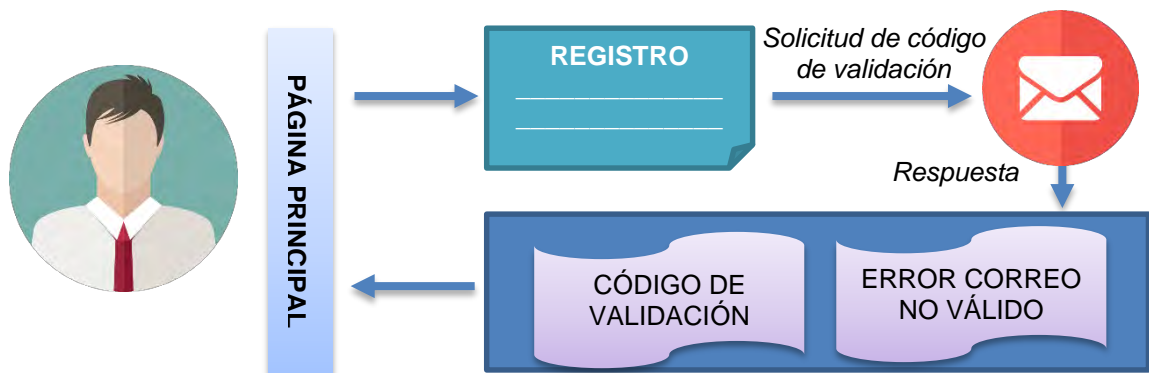 PÁGINA PRINCIPAL
REGISTRO
Solicitud de código
de validación
Respuesta
CÓDIGO DE
VALIDACIÓN
ERROR CORREO
NO VÁLIDO